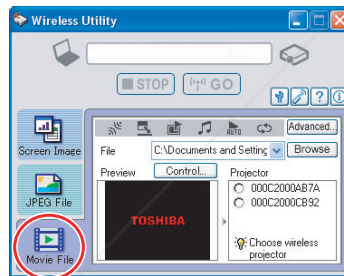 Wireless Utility
STOP
GO
Screen Image
JPEG File
Movie File
AUTO
Advanced...
File
C:\Documents and Setting
Browse
Preview
Control...
Projector
TOSHIBA
000C2000AB7A
000C2000CB92
Choose wireless
projector